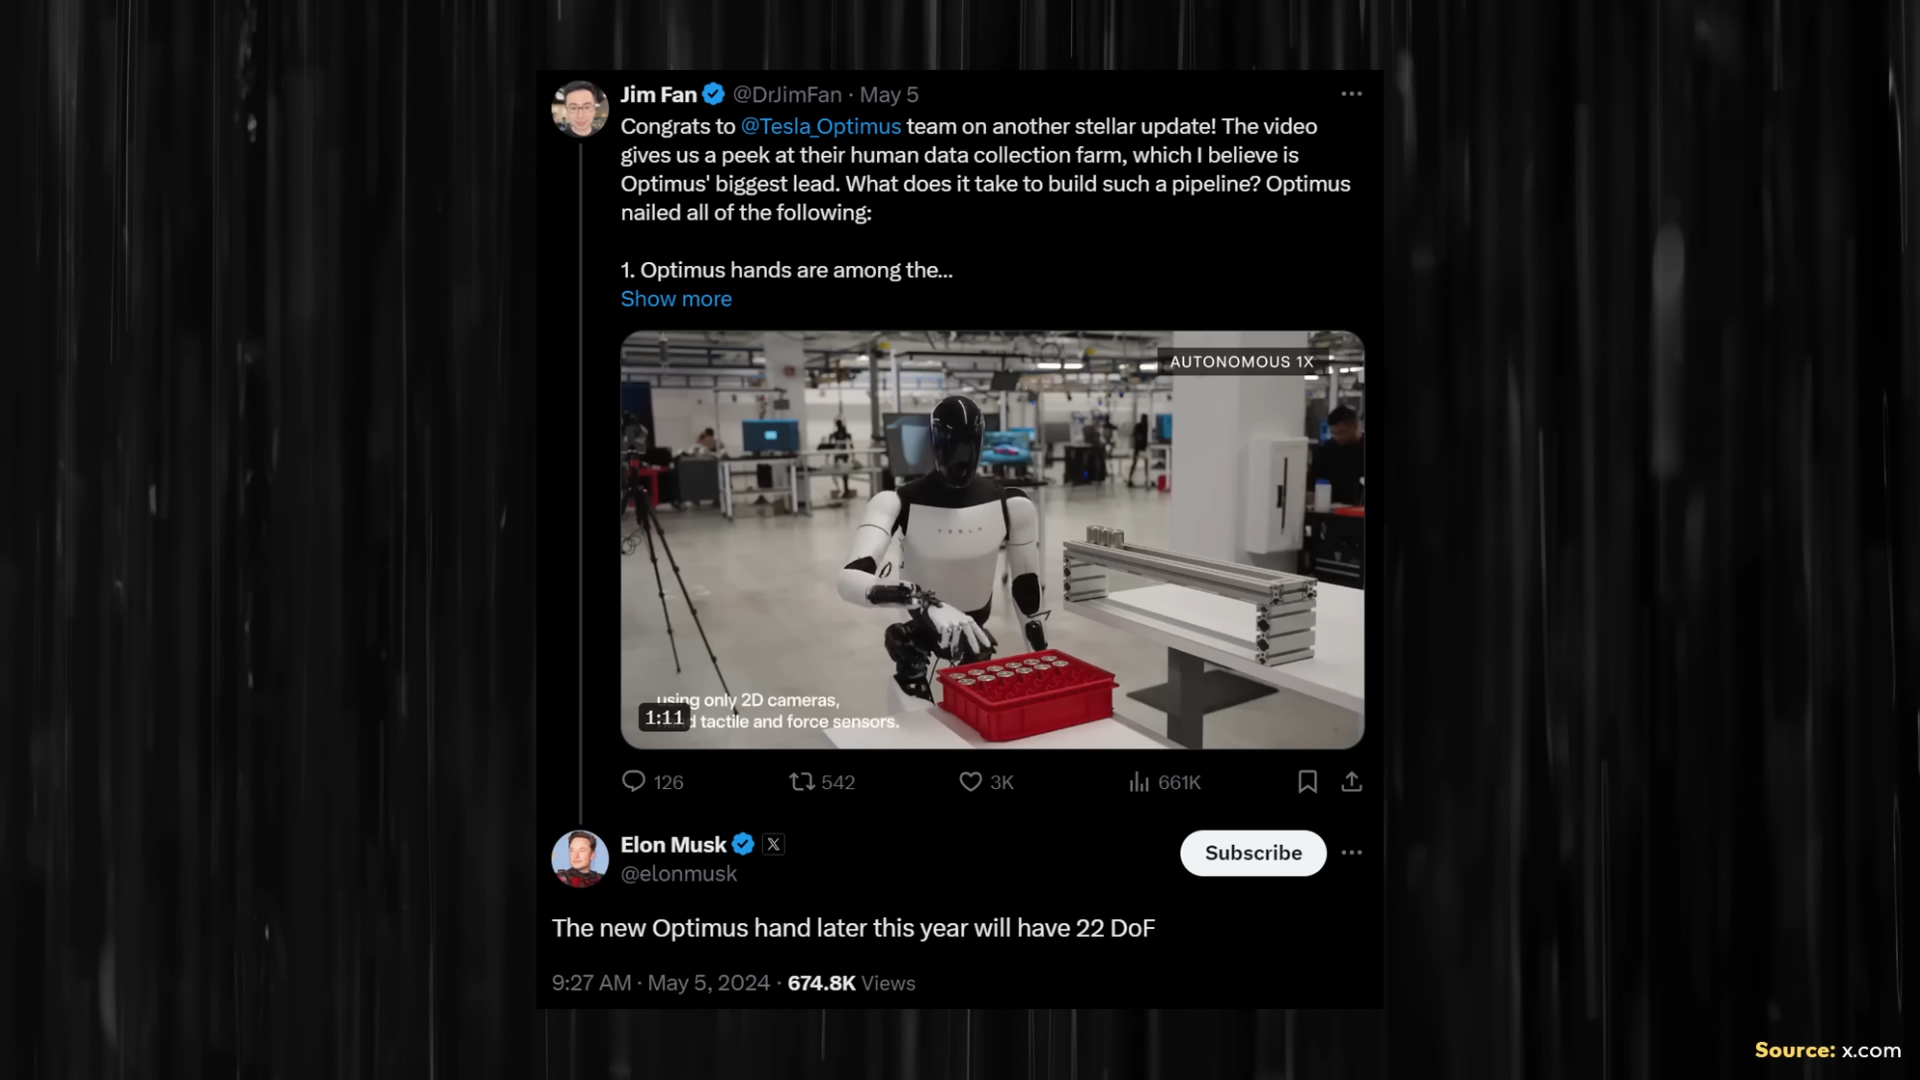 Jim Fan @DrJimFan · May 5
Congrats to @Tesla_Optimus team on another stellar update! The video
gives us a peek at their human data collection farm, which I believe is
Optimus' biggest lead. What does it take to build such a pipeline? Optimus
nailed all of the following:
1. Optimus hands are among the...
Show more
AUTONOMOUS 1X
TESLA
using only 2D cameras,
1:11 tactile and force sensors.
126 542 3K 661K
Elon Musk
@elonmusk
Subscribe
The new Optimus hand later this year will have 22 DoF
9:27 AM · May 5, 2024 · 674.8K Views
Source: x.com